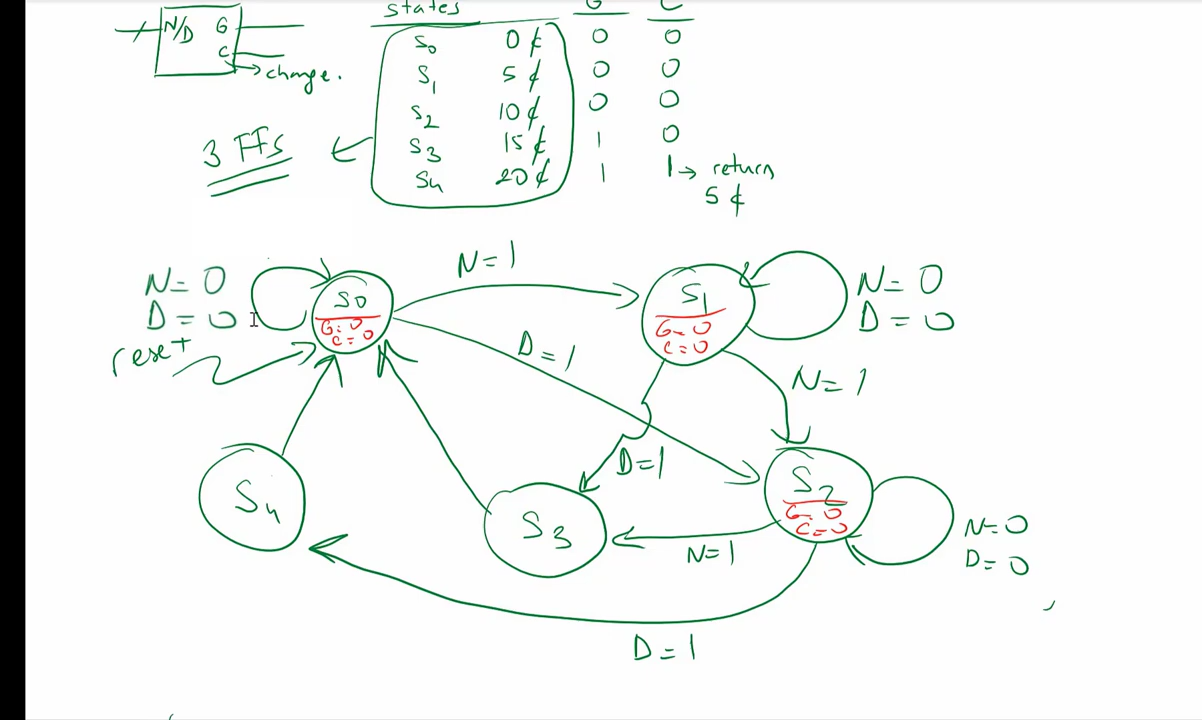 states G C
N/D G
C
→ change.
S0 0¢ 0 0
S1 5¢ 0 0
S2 10¢ 0 0
S3 15¢ 1 0
S4 20¢ 1 1 → return
5¢
3 FFs
N=0
D=0
reset
S0
G=0
C=0
N=1
S1
G=0
C=0
N=0
D=0
D=1
N=1
D=1
S2
G=0
C=0
N=0
D=0
S4
S3
N=1
D=1